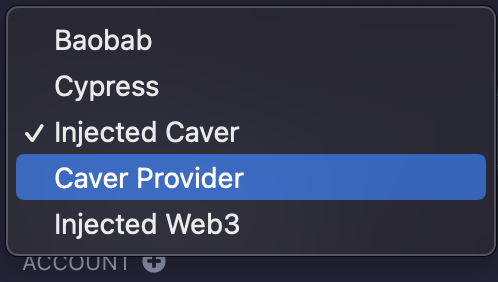 Baobab
Cypress
✓ Injected Caver
Caver Provider
Injected Web3
ACCOUNT